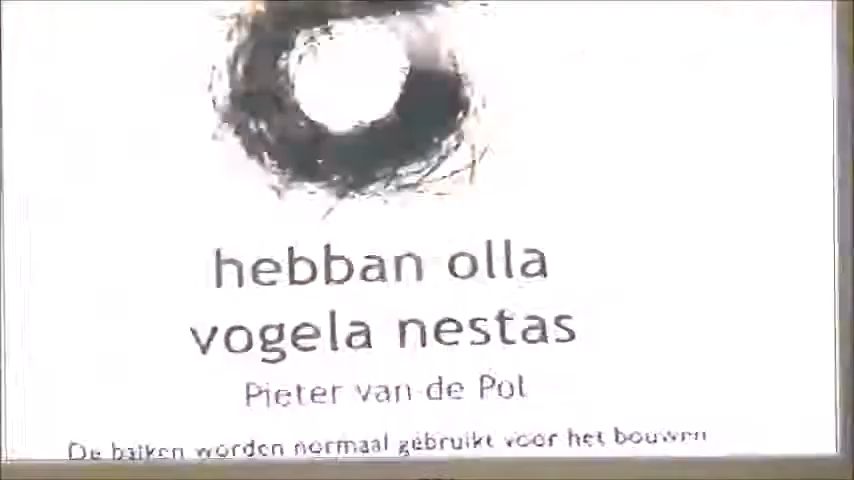 hebban olla
vogela nestas
Pieter van de Pol
De balken worden normaal gebruikt voor het bouwen